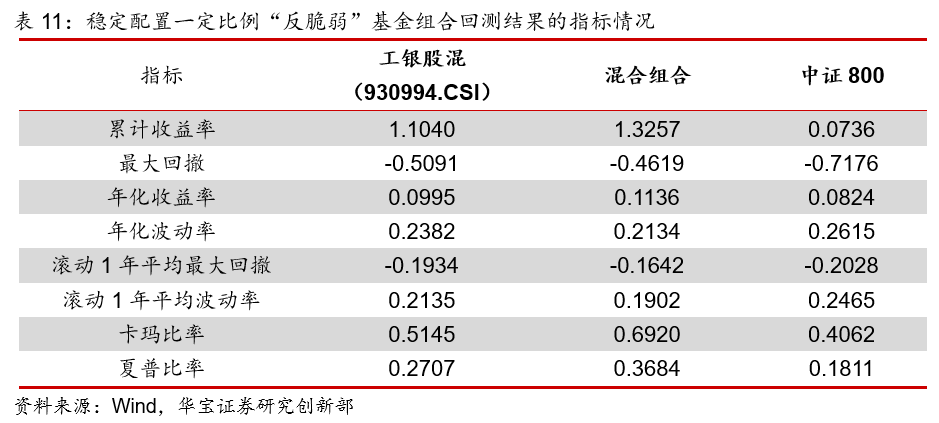 表 11：稳定配置一定比例“反脆弱”基金组合回测结果的指标情况
指标 工银股混（930994.CSI） 混合组合 中证 800
累计收益率 1.1040 1.3257 0.0736
最大回撤 -0.5091 -0.4619 -0.7176
年化收益率 0.0995 0.1136 0.0824
年化波动率 0.2382 0.2134 0.2615
滚动 1 年平均最大回撤 -0.1934 -0.1642 -0.2028
滚动 1 年平均波动率 0.2135 0.1902 0.2465
卡玛比率 0.5145 0.6920 0.4062
夏普比率 0.2707 0.3684 0.1811
资料来源：Wind，华宝证券研究创新部